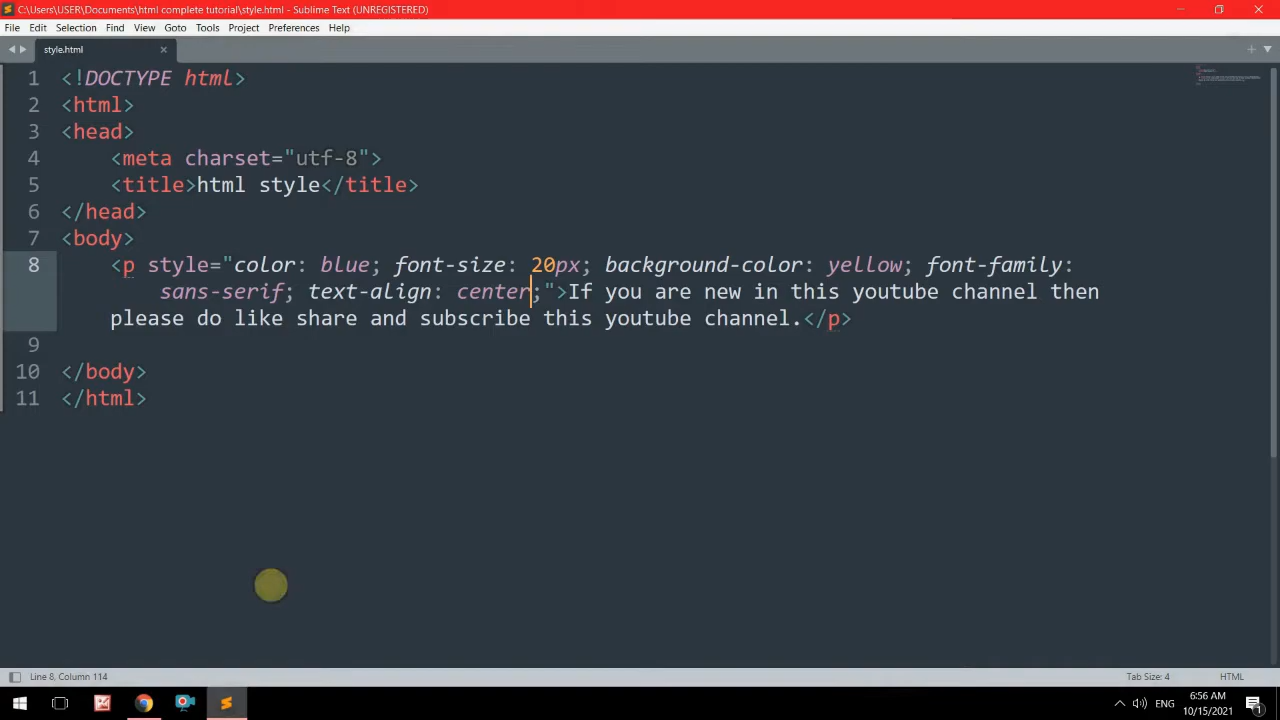 C:\Users\USER\Documents\html complete tutorial\style.html - Sublime Text (UNREGISTERED)
File Edit Selection Find View Goto Tools Project Preferences Help
style.html
1 <!DOCTYPE html>
2 <html>
3 <head>
4 <meta charset="utf-8">
5 <title>html style</title>
6 </head>
7 <body>
8 <p style="color: blue; font-size: 20px; background-color: yellow; font-family:
sans-serif; text-align: center;">If you are new in this youtube channel then
please do like share and subscribe this youtube channel.</p>
9
10 </body>
11 </html>
Line 8, Column 114 Tab Size: 4 HTML
ENG 6:56 AM
10/15/2021 1